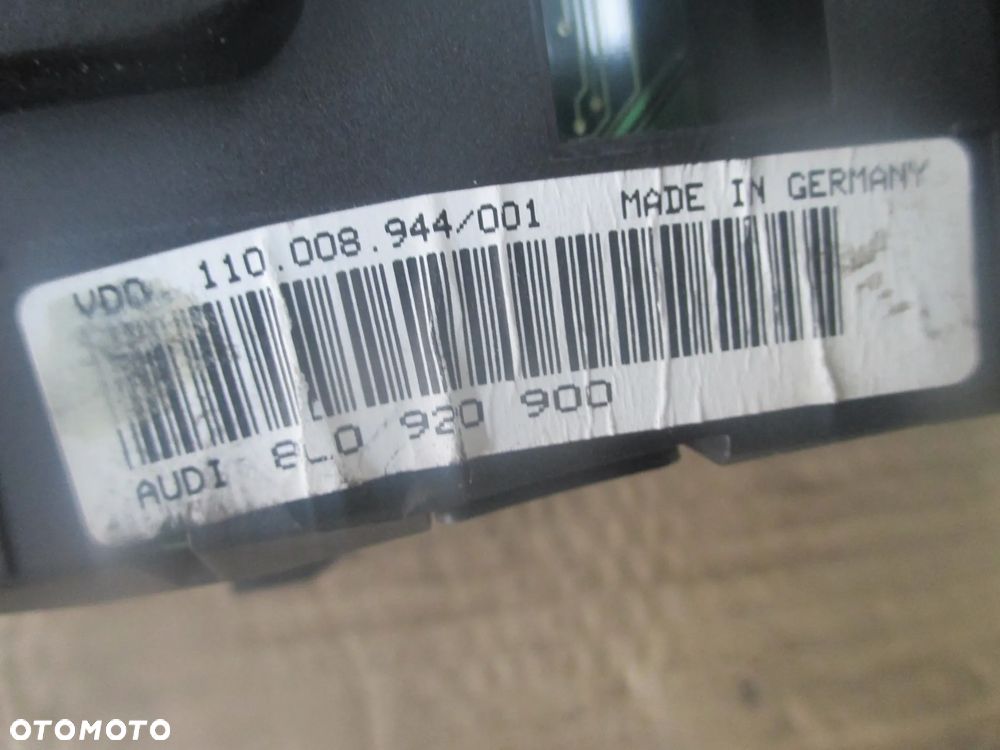 VDO 110.008.944/001 MADE IN GERMANY
AUDI 8L0 920 900
OTOMOTO